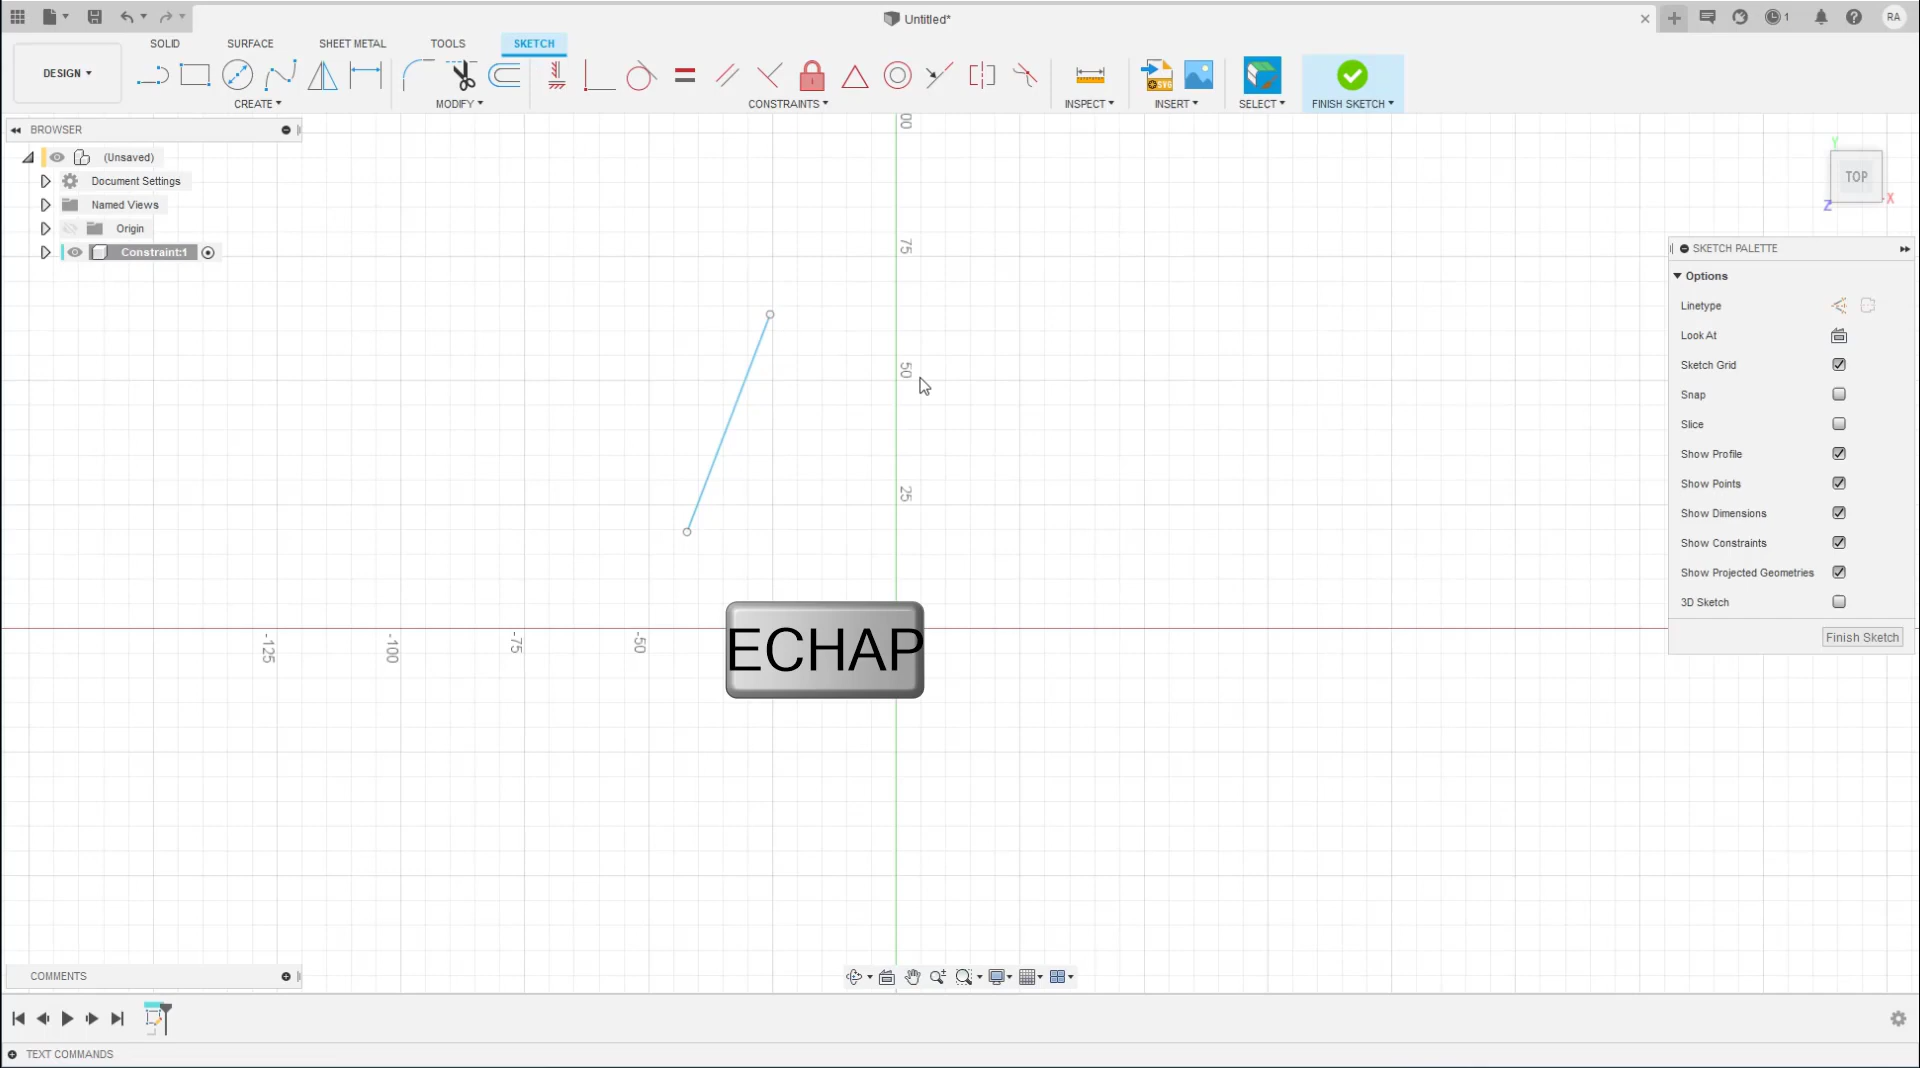 Untitled*
1
RA
SOLID
SURFACE
SHEET METAL
TOOLS
SKETCH
DESIGN
CREATE
MODIFY
CONSTRAINTS
INSPECT
INSERT
SELECT
FINISH SKETCH
BROWSER
(Unsaved)
Document Settings
Named Views
Origin
Constraint:1
00
75
50
25
-125
-100
-75
-50
Y
TOP
X
Z
SKETCH PALETTE
Options
Linetype
Look At
Sketch Grid
Snap
Slice
Show Profile
Show Points
Show Dimensions
Show Constraints
Show Projected Geometries
3D Sketch
Finish Sketch
ECHAP
COMMENTS
TEXT COMMANDS